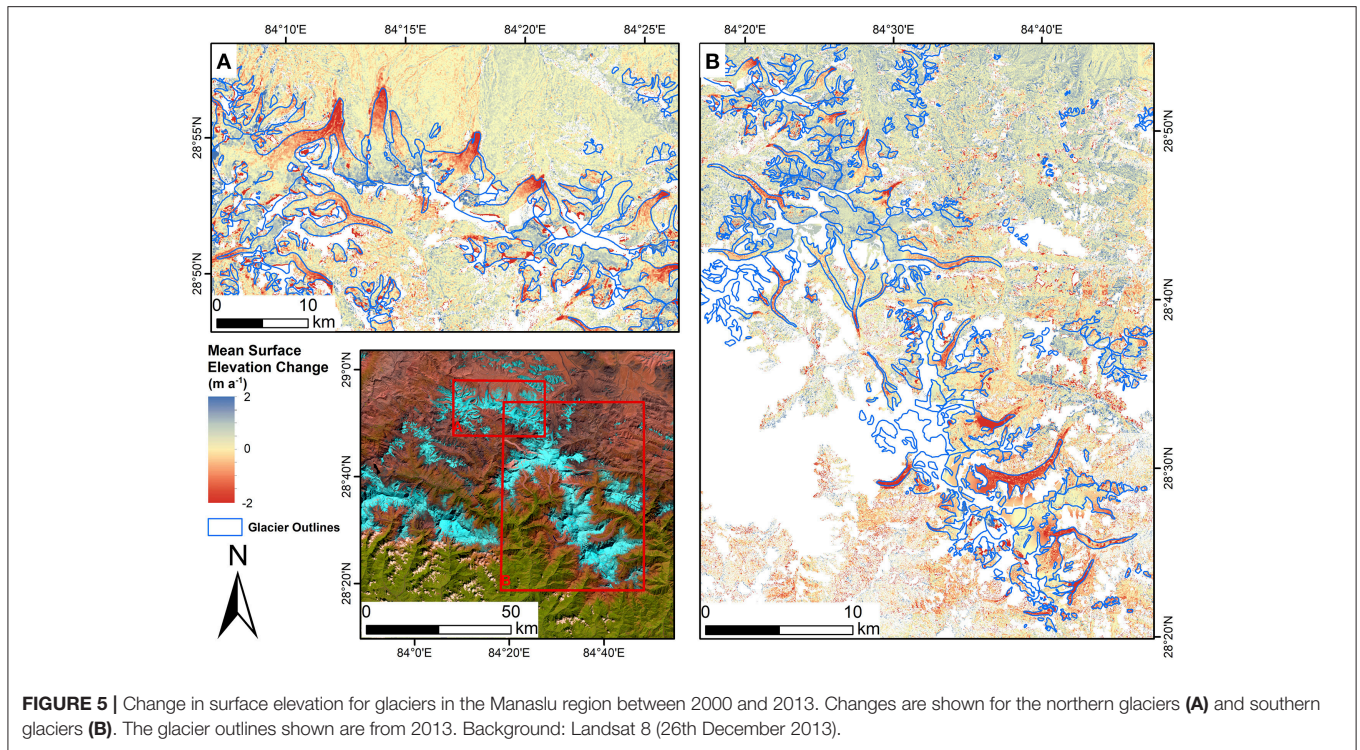 84°10'E 84°15'E 84°20'E 84°25'E
A
28°55'N
28°50'N
0 10
km
84°20'E 84°30'E 84°40'E
B
28°50'N
28°40'N
28°30'N
28°20'N
0 10
km
Mean Surface
Elevation Change
(m a⁻¹)
2
0
-2
Glacier Outlines
N
29°0'N
28°40'N
28°20'N
A
B
0 50
km
84°0'E 84°20'E 84°40'E
FIGURE 5 | Change in surface elevation for glaciers in the Manaslu region between 2000 and 2013. Changes are shown for the northern glaciers (A) and southern
glaciers (B). The glacier outlines shown are from 2013. Background: Landsat 8 (26th December 2013).